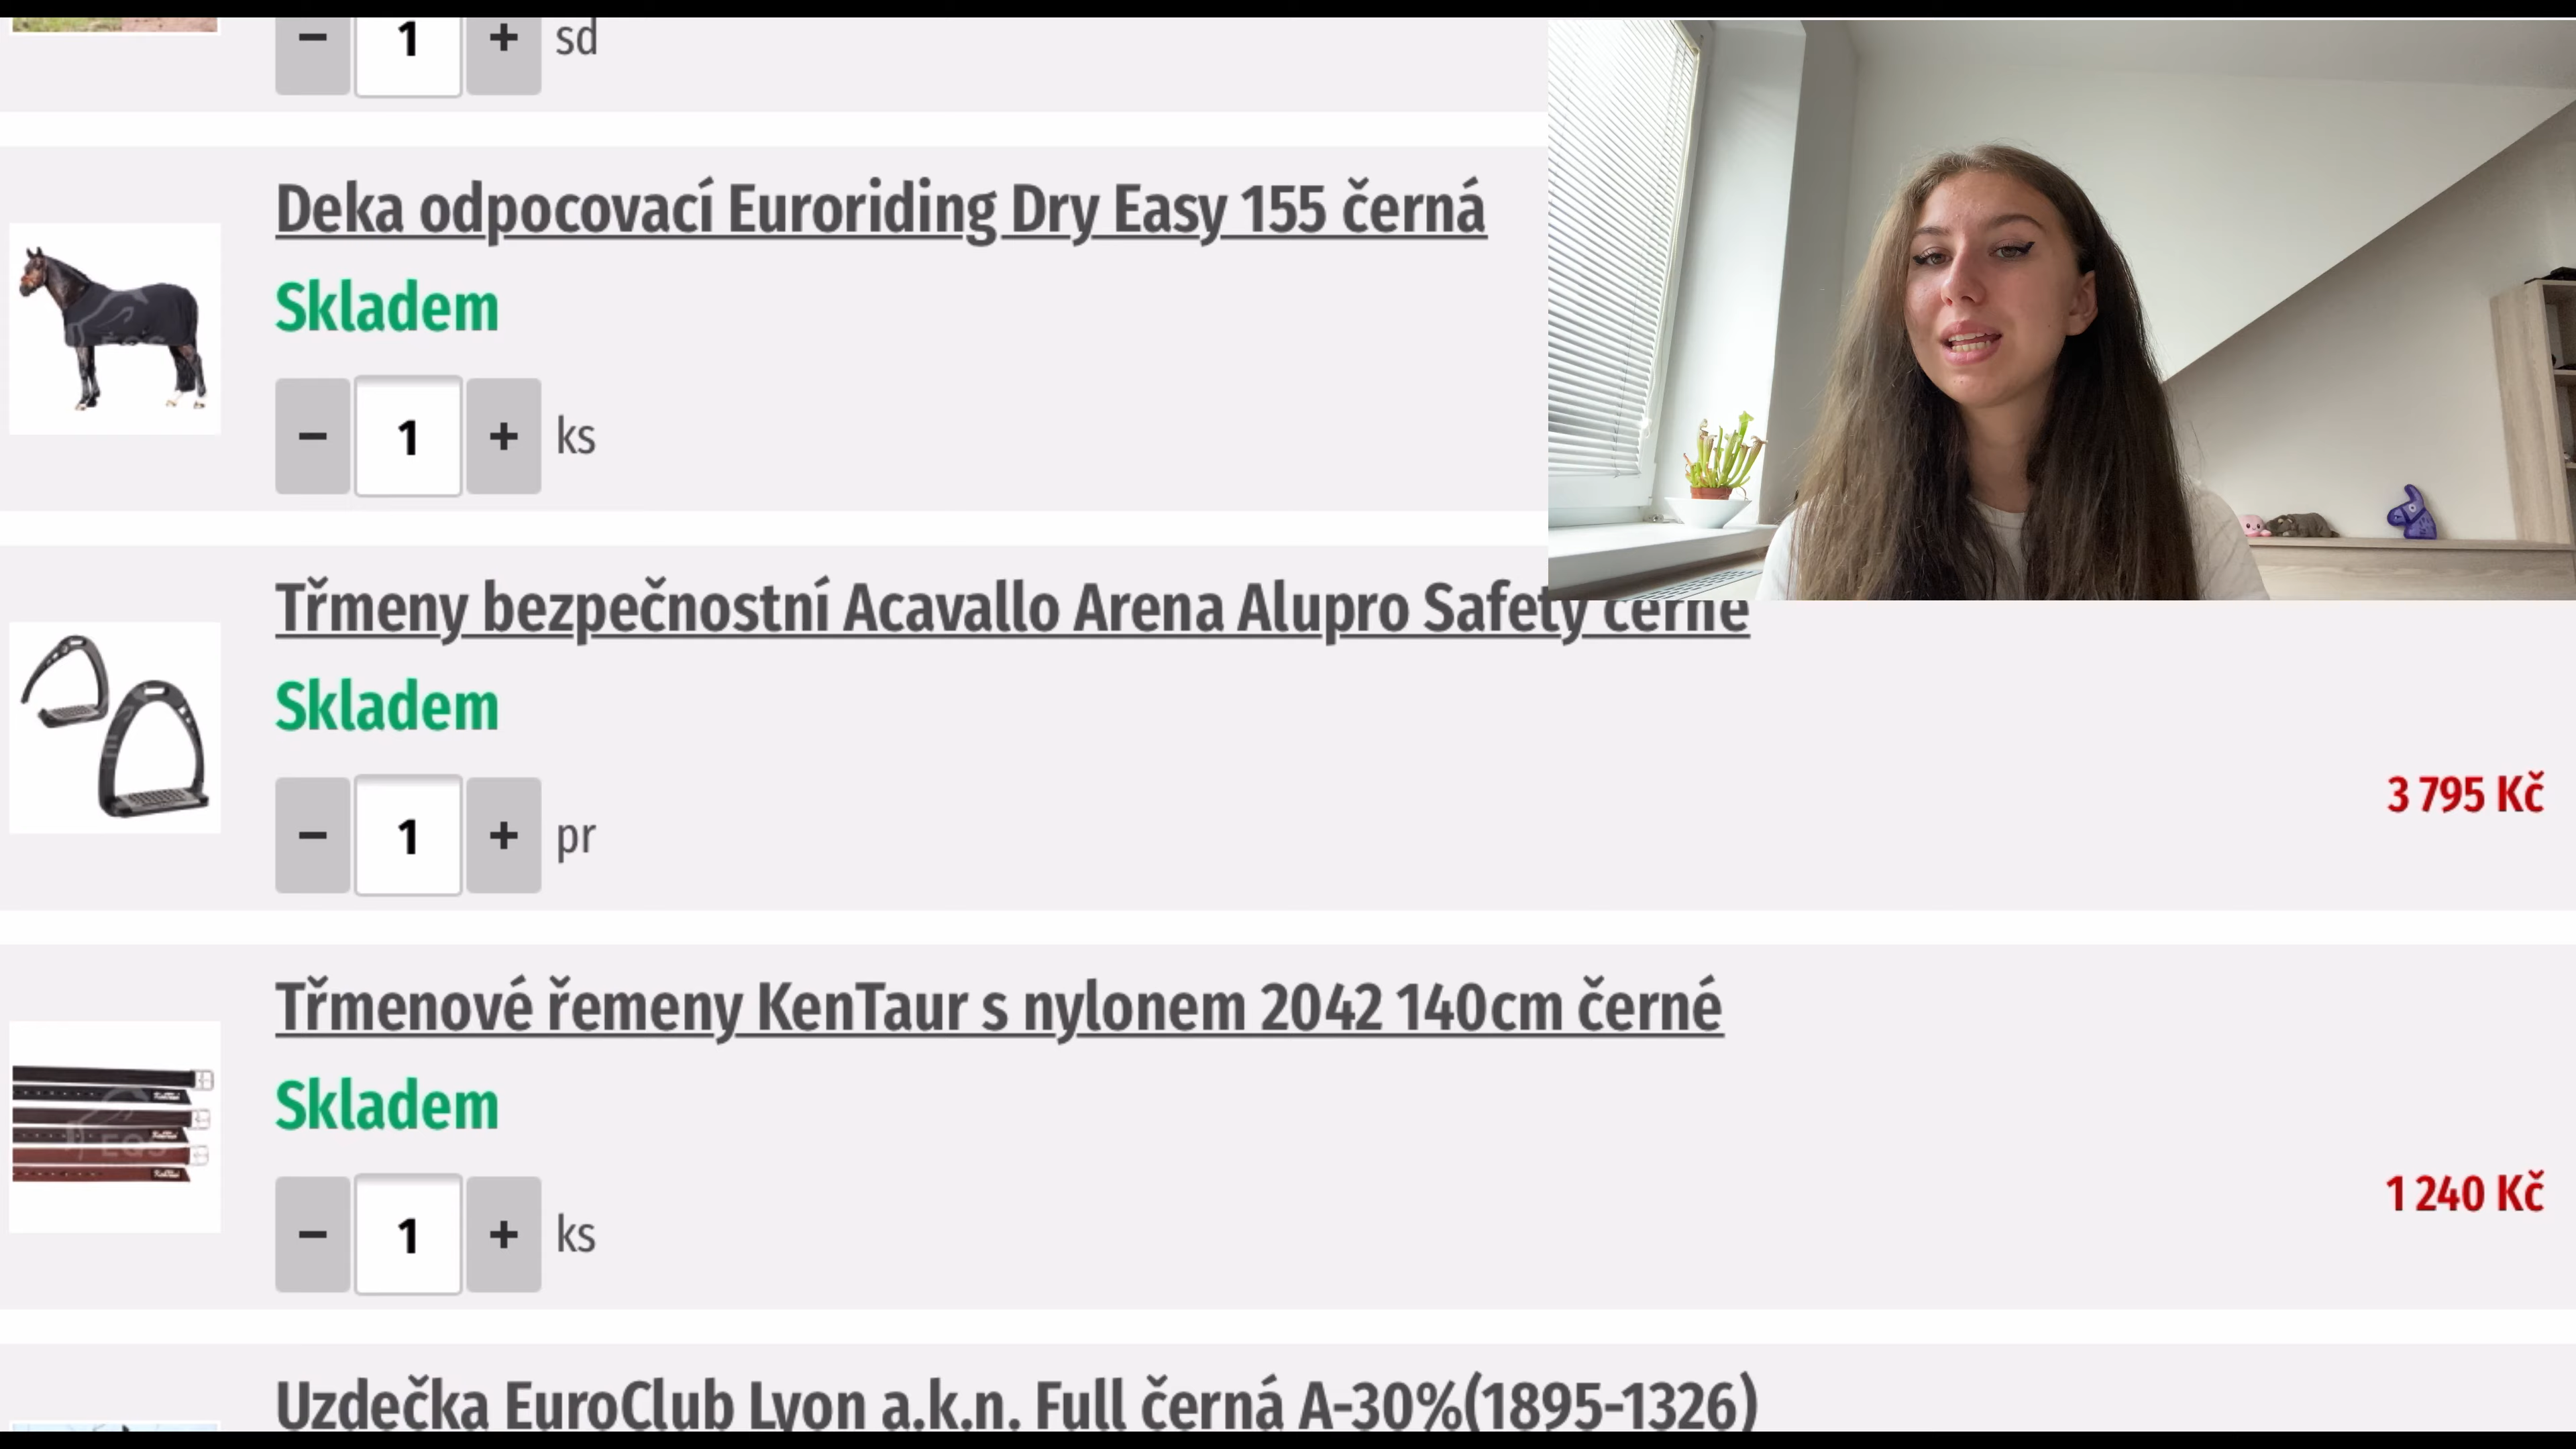 − 1 + sd
Deka odpocovací Euroriding Dry Easy 155 černá
Skladem
− 1 + ks
Třmeny bezpečnostní Acavallo Arena Alupro Safety černé
Skladem
3 795 Kč
− 1 + pr
Třmenové řemeny KenTaur s nylonem 2042 140cm černé
Skladem
EQS
1 240 Kč
− 1 + ks
Uzdečka EuroClub Lyon a.k.n. Full černá A-30%(1895-1326)